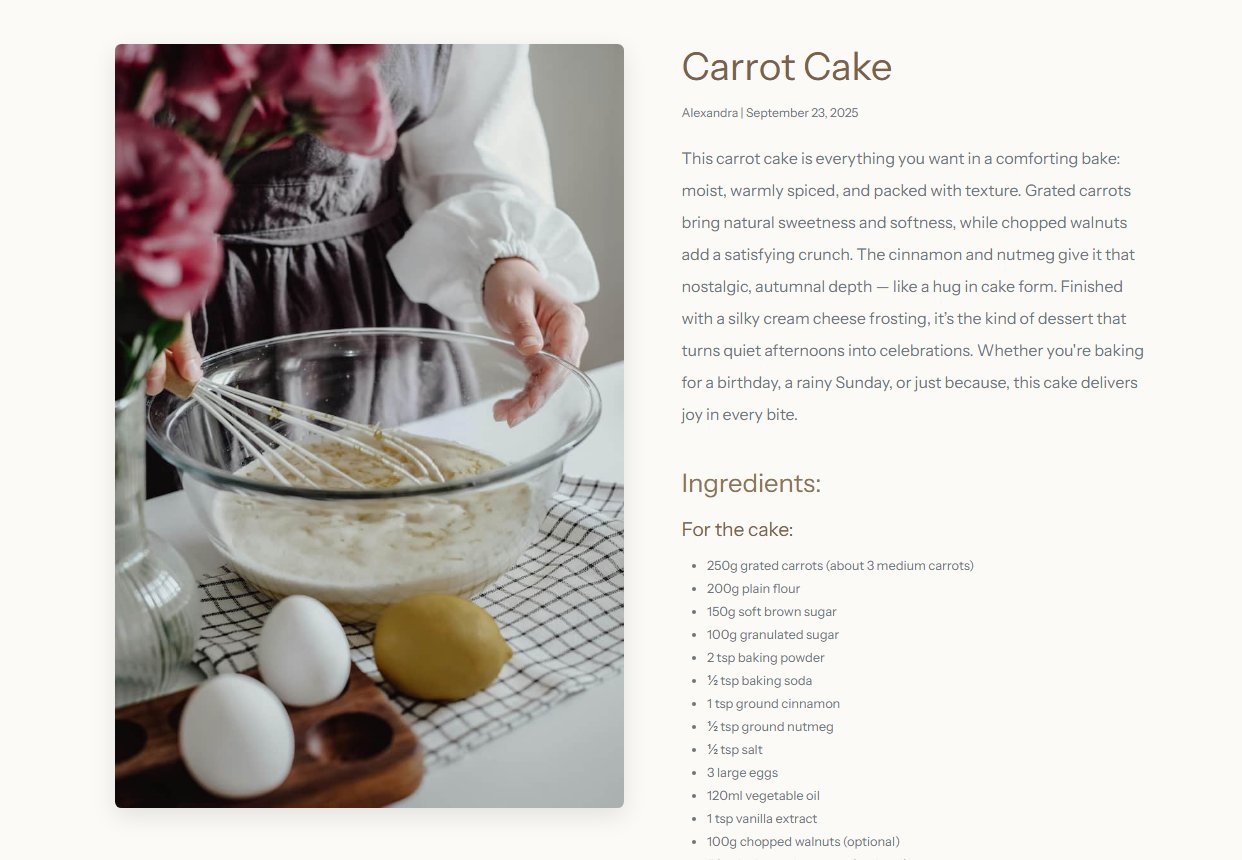 Carrot Cake
Alexandra | September 23, 2025
This carrot cake is everything you want in a comforting bake:
moist, warmly spiced, and packed with texture. Grated carrots
bring natural sweetness and softness, while chopped walnuts
add a satisfying crunch. The cinnamon and nutmeg give it that
nostalgic, autumnal depth — like a hug in cake form. Finished
with a silky cream cheese frosting, it’s the kind of dessert that
turns quiet afternoons into celebrations. Whether you're baking
for a birthday, a rainy Sunday, or just because, this cake delivers
joy in every bite.
Ingredients:
For the cake:
• 250g grated carrots (about 3 medium carrots)
• 200g plain flour
• 150g soft brown sugar
• 100g granulated sugar
• 2 tsp baking powder
• ½ tsp baking soda
• 1 tsp ground cinnamon
• ½ tsp ground nutmeg
• ½ tsp salt
• 3 large eggs
• 120ml vegetable oil
• 1 tsp vanilla extract
• 100g chopped walnuts (optional)